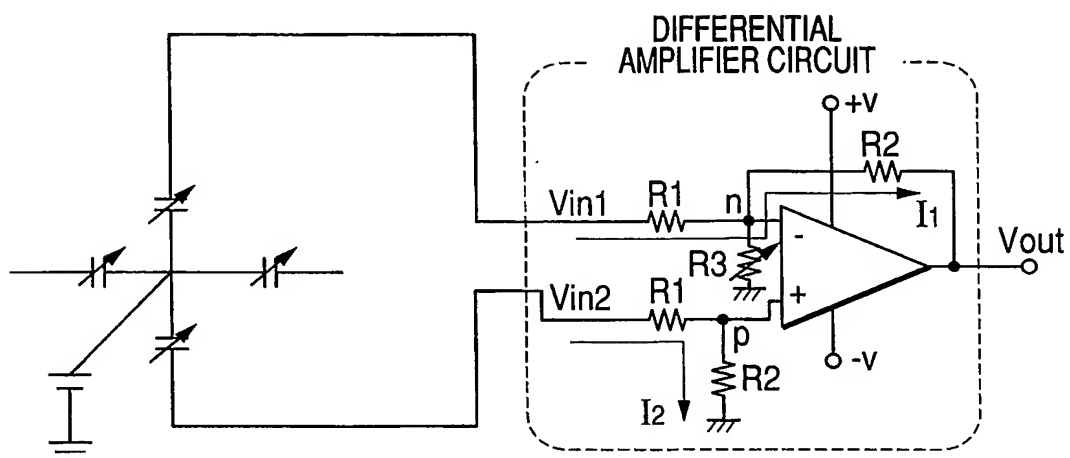 DIFFERENTIAL
AMPLIFIER CIRCUIT
+v
R2
Vin1
R1
n
I1
-
Vout
R3
Vin2
R1
+
p
-v
R2
I2